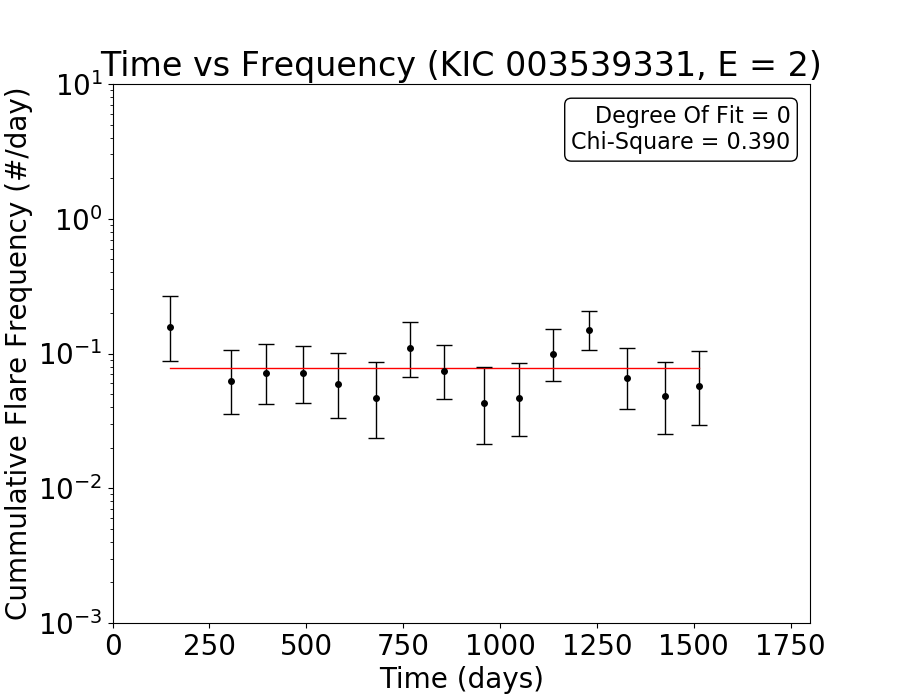 Time vs Frequency (KIC 003539331, E = 2)
Degree Of Fit = 0
Chi-Square = 0.390
Cummulative Flare Frequency (#/day)
10¹
10⁰
10⁻¹
10⁻²
10⁻³
0 250 500 750 1000 1250 1500 1750
Time (days)